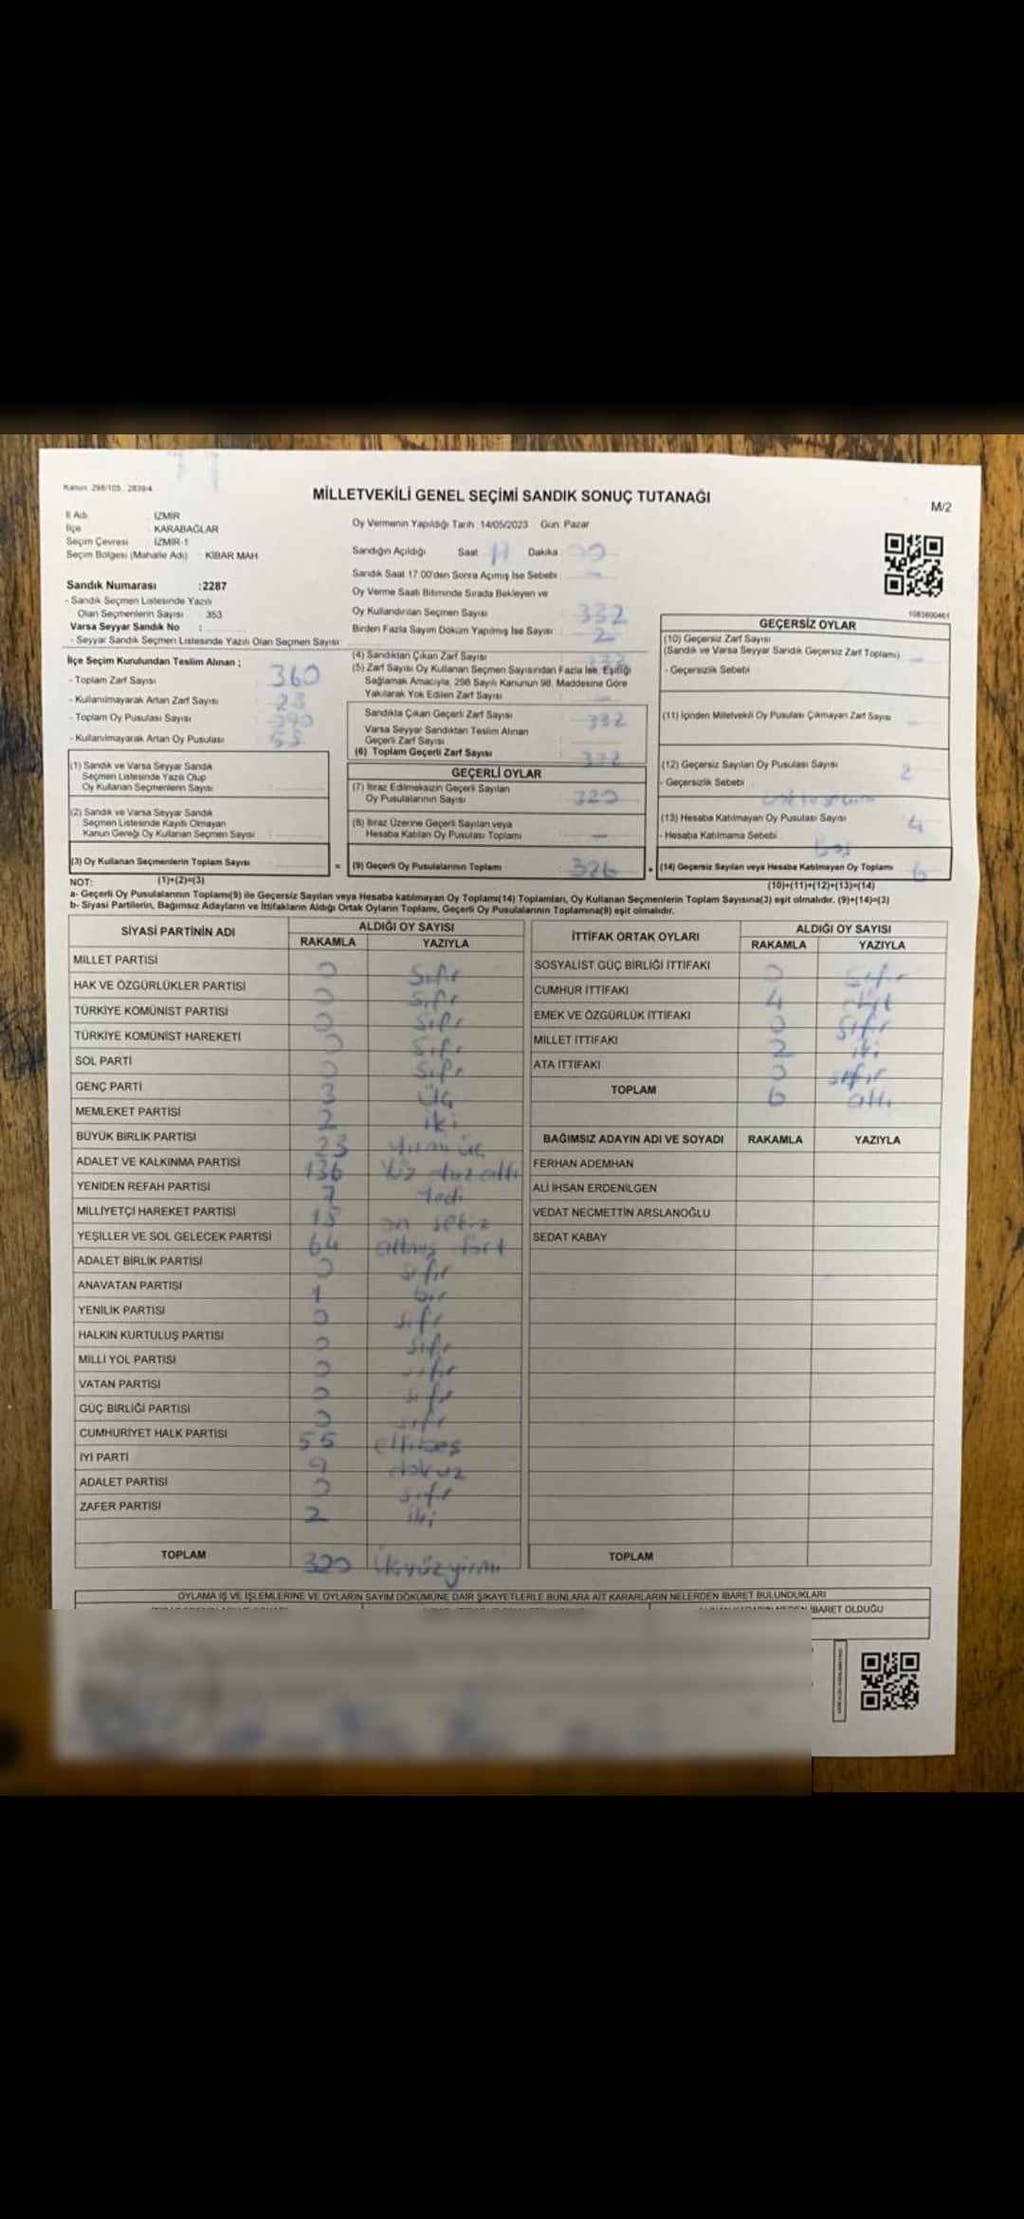 Kanun: 298/105 : 2839/4
MİLLETVEKİLİ GENEL SEÇİMİ SANDIK SONUÇ TUTANAĞI
M/2
İl Adı : İZMİR
İlçe : KARABAĞLAR
Seçim Çevresi : İZMİR-1
Seçim Bölgesi (Mahalle Adı) : KİBAR MAH
Oy Vermenin Yapıldığı Tarih : 14/05/2023 Gün : Pazar
Sandığın Açıldığı Saat 17 Dakika 00
Sandık Saat 17.00'den Sonra Açımış İse Sebebi : —
Oy Verme Saati Bitiminde Sırada Bekleyen ve
Oy Kullandırılan Seçmen Sayısı : 332
Birden Fazla Sayım Döküm Yapılmış İse Sayısı : 2
Sandık Numarası :2287
- Sandık Seçmen Listesinde Yazılı
Olan Seçmenlerin Sayısı : 353
Varsa Seyyar Sandık No :
- Seyyar Sandık Seçmen Listesinde Yazılı Olan Seçmen Sayısı:
İlçe Seçim Kurulundan Teslim Alınan ;
- Toplam Zarf Sayısı : 360
- Kullanılmayarak Artan Zarf Sayısı : 28
- Toplam Oy Pusulası Sayısı :
- Kullanılmayarak Artan Oy Pusulası :
(1) Sandık ve Varsa Seyyar Sandık
Seçmen Listesinde Yazılı Olup
Oy Kullanan Seçmenlerin Sayısı :
(2) Sandık ve Varsa Seyyar Sandık
Seçmen Listesinde Kayıtlı Olmayan
Kanun Gereği Oy Kullanan Seçmen Sayısı :
(3) Oy Kullanan Seçmenlerin Toplam Sayısı
(1)+(2)=(3)
(4) Sandıktan Çıkan Zarf Sayısı : 332
(5) Zarf Sayısı Oy Kullanan Seçmen Sayısından Fazla İse, Eşitliği
Sağlamak Amacıyla, 298 Sayılı Kanunun 98. Maddesine Göre
Yakılarak Yok Edilen Zarf Sayısı : —
Sandıkta Çıkan Geçerli Zarf Sayısı : 332
Varsa Seyyar Sandıktan Teslim Alınan
Geçerli Zarf Sayısı :
(6) Toplam Geçerli Zarf Sayısı : 332
GEÇERLİ OYLAR
(7) İtiraz Edilmeksizin Geçerli Sayılan
Oy Pusulalarının Sayısı : 320
(8) İtiraz Üzerine Geçerli Sayılan veya
Hesaba Katılan Oy Pusulası Toplamı : —
= (9) Geçerli Oy Pusulalarının Toplamı : 326
1083600461
GEÇERSİZ OYLAR
(10) Geçersiz Zarf Sayısı
(Sandık ve Varsa Seyyar Sandık Geçersiz Zarf Toplamı) : —
- Geçersizlik Sebebi :
(11) İçinden Milletvekili Oy Pusulası Çıkmayan Zarf Sayısı : —
(12) Geçersiz Sayılan Oy Pusulası Sayısı : 2
- Geçersizlik Sebebi :
(13) Hesaba Katılmayan Oy Pusulası Sayısı : 4
- Hesaba Katılmama Sebebi : Boş
+ (14) Geçersiz Sayılan veya Hesaba Katılmayan Oy Toplamı : 6
(10)+(11)+(12)+(13)=(14)
NOT:
a- Geçerli Oy Pusulalarının Toplamı(9) ile Geçersiz Sayılan veya Hesaba katılmayan Oy Toplamı(14) Toplamları, Oy Kullanan Seçmenlerin Toplam Sayısına(3) eşit olmalıdır. (9)+(14)=(3)
b- Siyasi Partilerin, Bağımsız Adayların ve İttifakların Aldığı Ortak Oyların Toplamı, Geçerli Oy Pusulalarının Toplamına(9) eşit olmalıdır.
SİYASİ PARTİNİN ADI ALDIĞI OY SAYISI
RAKAMLA YAZIYLA
MİLLET PARTİSİ 0 Sıfır
HAK VE ÖZGÜRLÜKLER PARTİSİ 0 Sıfır
TÜRKİYE KOMÜNİST PARTİSİ 0 Sıfır
TÜRKİYE KOMÜNİST HAREKETİ 0 Sıfır
SOL PARTİ 0 Sıfır
GENÇ PARTİ 3 Üç
MEMLEKET PARTİSİ 2 iki
BÜYÜK BİRLİK PARTİSİ 23 yirmi üç
ADALET VE KALKINMA PARTİSİ 136 Yüz otuz altı
YENİDEN REFAH PARTİSİ 7 Yedi
MİLLİYETÇİ HAREKET PARTİSİ 18 on sekiz
YEŞİLLER VE SOL GELECEK PARTİSİ 64 altmış dört
ADALET BİRLİK PARTİSİ 0 sıfır
ANAVATAN PARTİSİ 1 bir
YENİLİK PARTİSİ 0 sıfır
HALKIN KURTULUŞ PARTİSİ 0 sıfır
MİLLİ YOL PARTİSİ 0 sıfır
VATAN PARTİSİ 0 sıfır
GÜÇ BİRLİĞİ PARTİSİ 0 sıfır
CUMHURİYET HALK PARTİSİ 55 ellibeş
İYİ PARTİ 9 dokuz
ADALET PARTİSİ 0 sıfır
ZAFER PARTİSİ 2 iki
TOPLAM 320 Üçyüzyirmi
İTTİFAK ORTAK OYLARI ALDIĞI OY SAYISI
RAKAMLA YAZIYLA
SOSYALİST GÜÇ BİRLİĞİ İTTİFAKI 0 Sıfır
CUMHUR İTTİFAKI 4 dört
EMEK VE ÖZGÜRLÜK İTTİFAKI 0 Sıfır
MİLLET İTTİFAKI 2 iki
ATA İTTİFAKI 0 sıfır
TOPLAM 6 altı
BAĞIMSIZ ADAYIN ADI VE SOYADI RAKAMLA YAZIYLA
FERHAN ADEMHAN
ALİ İHSAN ERDENİLGEN
VEDAT NECMETTİN ARSLANOĞLU
SEDAT KABAY
TOPLAM
OYLAMA İŞ VE İŞLEMLERİNE VE OYLARIN SAYIM DÖKÜMÜNE DAİR ŞİKAYETLERLE BUNLARA AİT KARARLARIN NELERDEN İBARET BULUNDUKLARI
İBARET OLDUĞU